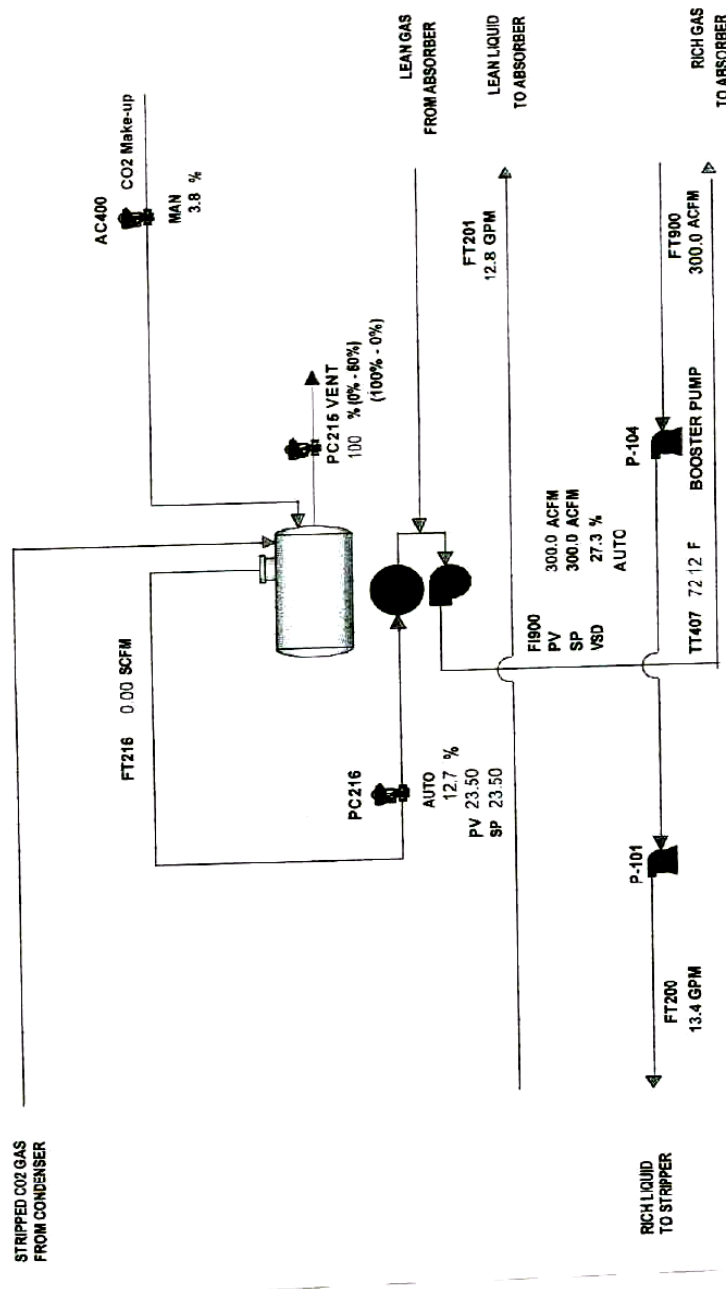 STRIPPED CO2 GAS
FROM CONDENSER
FT216 0.00 SCFM
AC400
CO2 Make-up
MAN
3.8 %
PC215 VENT
100 % (0% - 60%)
(100% - 0%)
PC216
AUTO
12.7 %
PV 23.50
SP 23.50
LEAN GAS
FROM ABSORBER
LEAN LIQUID
TO ABSORBER
FT201
12.8 GPM
FI900
PV 300.0 ACFM
SP 300.0 ACFM
VSD 27.3 %
AUTO
P-101
P-104
TT407 72.12 F
BOOSTER PUMP
FT900
300.0 ACFM
FT200
13.4 GPM
RICH LIQUID
TO STRIPPER
RICH GAS
TO ABSORBER